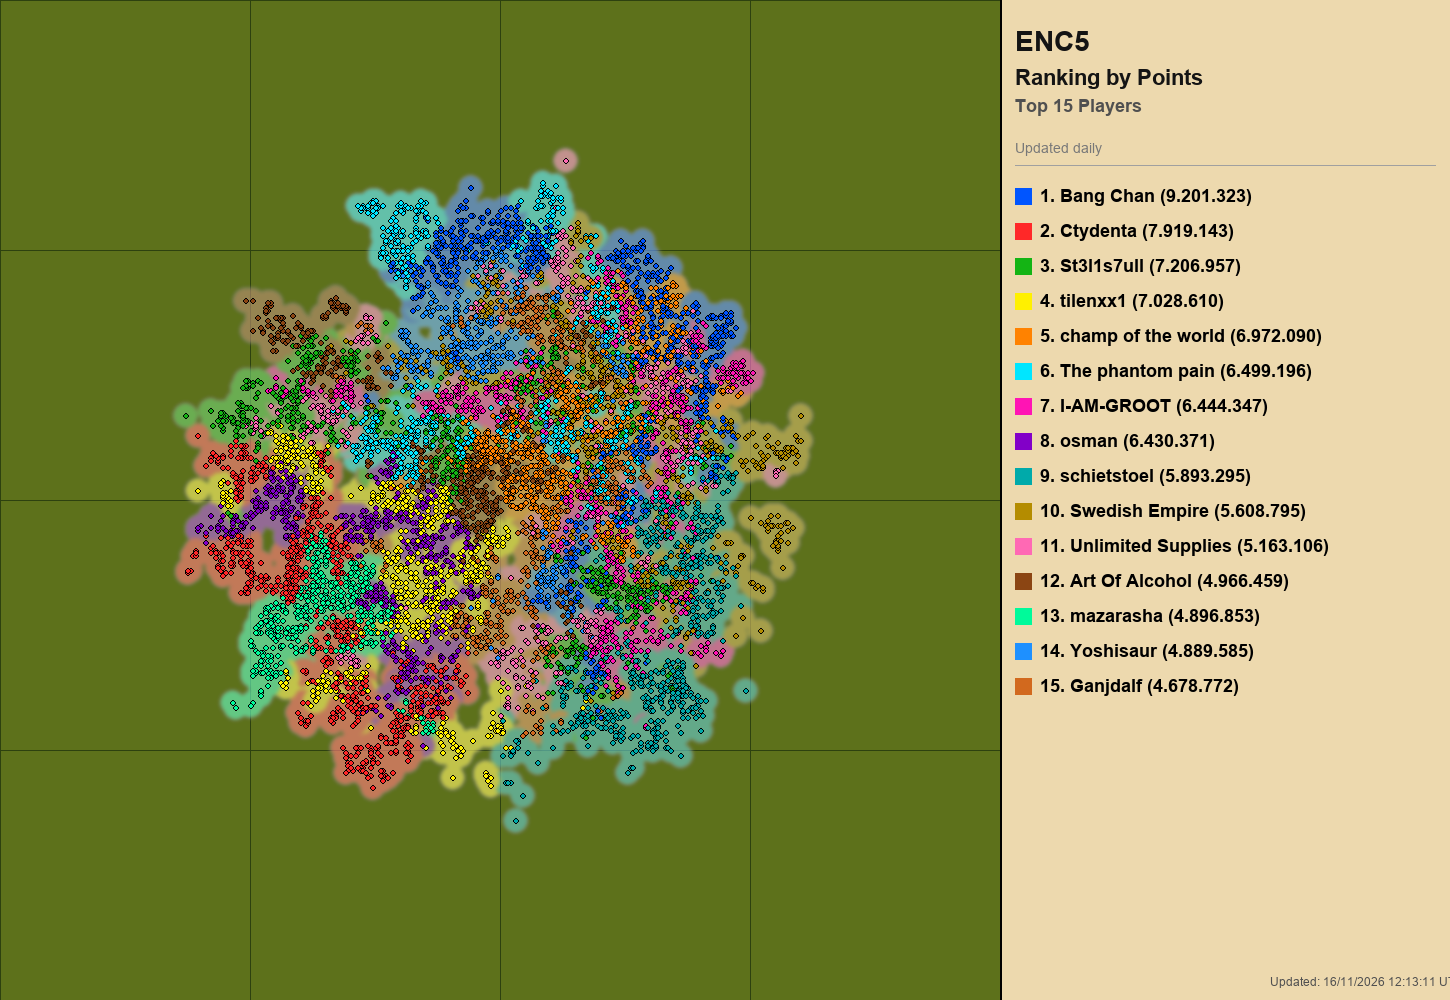 ENC5
Ranking by Points
Top 15 Players
Updated daily
1. Bang Chan (9.201.323)
2. Ctydenta (7.919.143)
3. St3l1s7ull (7.206.957)
4. tilenxx1 (7.028.610)
5. champ of the world (6.972.090)
6. The phantom pain (6.499.196)
7. I-AM-GROOT (6.444.347)
8. osman (6.430.371)
9. schietstoel (5.893.295)
10. Swedish Empire (5.608.795)
11. Unlimited Supplies (5.163.106)
12. Art Of Alcohol (4.966.459)
13. mazarasha (4.896.853)
14. Yoshisaur (4.889.585)
15. Ganjdalf (4.678.772)
Updated: 16/11/2026 12:13:11